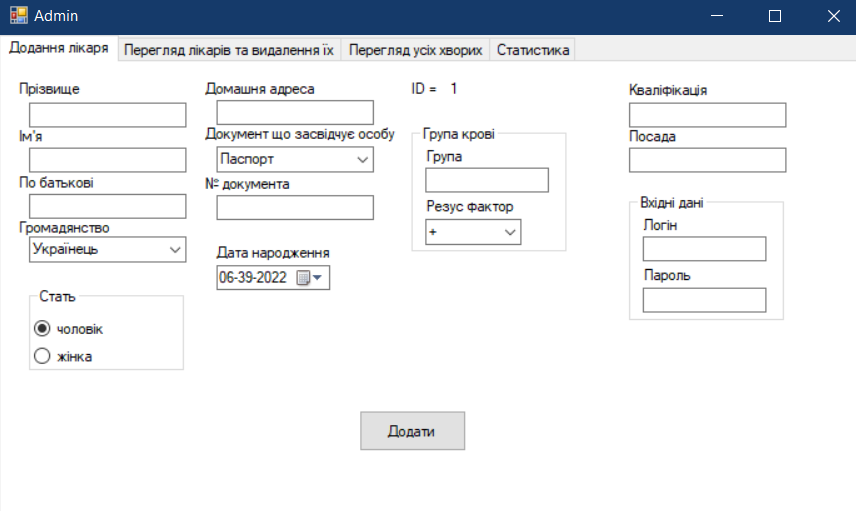 Admin
Додання лікаря
Перегляд лікарів та видалення їх
Перегляд усіх хворих
Статистика
Прізвище
Ім'я
По батькові
Громадянство
Українець
Стать
чоловік
жінка
Домашня адреса
Документ що засвідчує особу
Паспорт
№ документа
Дата народження
06-39-2022
ID = 1
Група крові
Група
Резус Фактор
+
Кваліфікація
Посада
Вхідні дані
Логін
Пароль
Додати